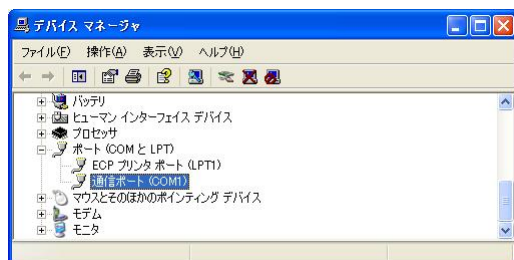 デバイス マネージャ
ファイル(F) 操作(A) 表示(V) ヘルプ(H)
バッテリ
ヒューマン インターフェイス デバイス
プロセッサ
ポート (COM と LPT)
ECP プリンタ ポート (LPT1)
通信ポート (COM1)
マウスとそのほかのポインティング デバイス
モデム
モニタ